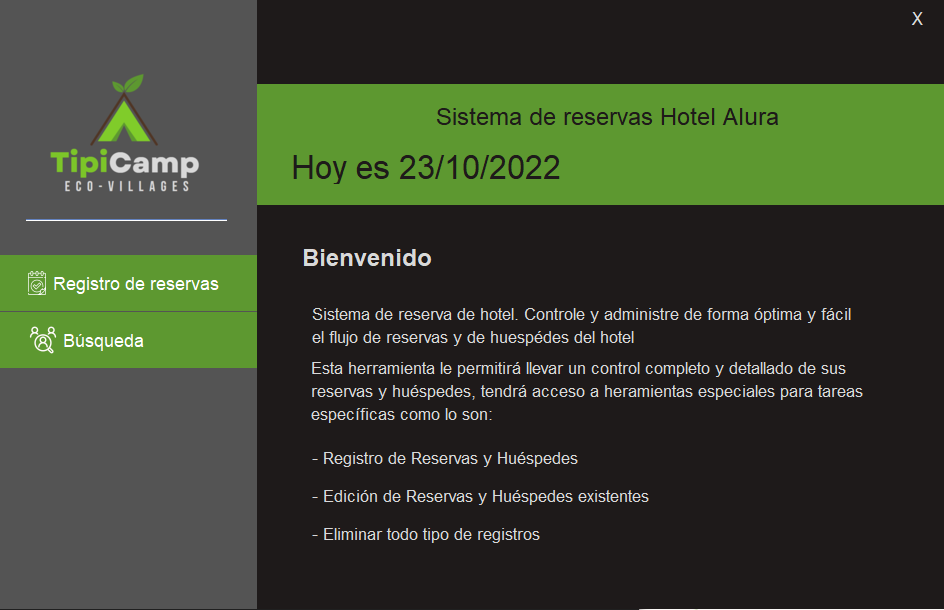 X
TipiCamp
ECO-VILLAGES
Registro de reservas
Búsqueda
Sistema de reservas Hotel Alura
Hoy es 23/10/2022
Bienvenido
Sistema de reserva de hotel. Controle y administre de forma óptima y fácil
el flujo de reservas y de huespédes del hotel
Esta herramienta le permitirá llevar un control completo y detallado de sus
reservas y huéspedes, tendrá acceso a heramientas especiales para tareas
específicas como lo son:
- Registro de Reservas y Huéspedes
- Edición de Reservas y Huéspedes existentes
- Eliminar todo tipo de registros